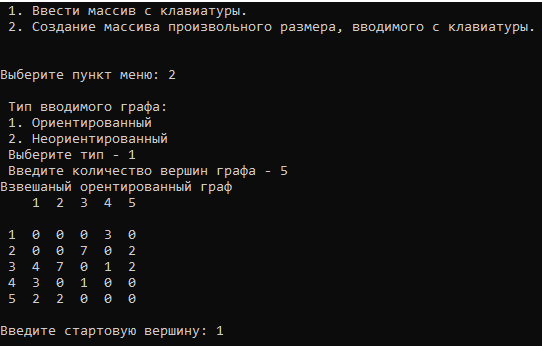 1. Ввести массив с клавиатуры.
2. Создание массива произвольного размера, вводимого с клавиатуры.
Выберите пункт меню: 2
Тип вводимого графа:
1. Ориентированный
2. Неориентированный
Выберите тип - 1
Введите количество вершин графа - 5
Взвешаный орентированный граф
1 2 3 4 5
1 0 0 0 3 0
2 0 0 7 0 2
3 4 7 0 1 2
4 3 0 1 0 0
5 2 2 0 0 0
Введите стартовую вершину: 1